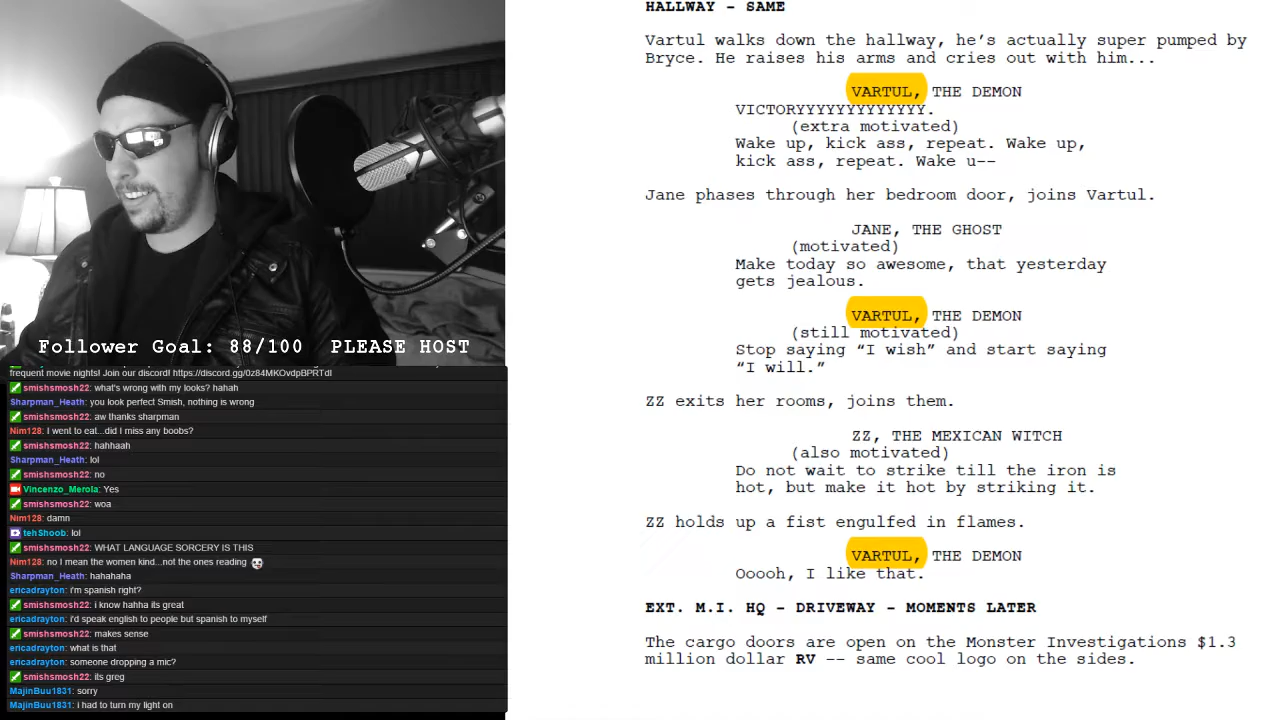 Follower Goal: 88/100 PLEASE HOST
frequent movie nights! Join our discord! https://discord.gg/0z84MKOvdpBPRTdI
smishsmosh22: what's wrong with my looks? hahah
Sharpman_Heath: you look perfect Smish, nothing is wrong
smishsmosh22: aw thanks sharpman
Nim128: I went to eat...did I miss any boobs?
smishsmosh22: hahhaah
Sharpman_Heath: lol
smishsmosh22: no
Vincenzo_Merola: Yes
smishsmosh22: woa
Nim128: damn
tehShoob: lol
smishsmosh22: WHAT LANGUAGE SORCERY IS THIS
Nim128: no I mean the women kind...not the ones reading
Sharpman_Heath: hahahaha
ericadrayton: i'm spanish right?
smishsmosh22: i know hahha its great
ericadrayton: i'd speak english to people but spanish to myself
smishsmosh22: makes sense
ericadrayton: what is that
ericadrayton: someone dropping a mic?
smishsmosh22: its greg
MajinBuu1831: sorry
MajinBuu1831: i had to turn my light on
HALLWAY - SAME
Vartul walks down the hallway, he's actually super pumped by
Bryce. He raises his arms and cries out with him...
VARTUL, THE DEMON
VICTORYYYYYYYYYYYYY.
(extra motivated)
Wake up, kick ass, repeat. Wake up,
kick ass, repeat. Wake u--
Jane phases through her bedroom door, joins Vartul.
JANE, THE GHOST
(motivated)
Make today so awesome, that yesterday
gets jealous.
VARTUL, THE DEMON
(still motivated)
Stop saying “I wish” and start saying
“I will.”
ZZ exits her rooms, joins them.
ZZ, THE MEXICAN WITCH
(also motivated)
Do not wait to strike till the iron is
hot, but make it hot by striking it.
ZZ holds up a fist engulfed in flames.
VARTUL, THE DEMON
Ooooh, I like that.
EXT. M.I. HQ - DRIVEWAY - MOMENTS LATER
The cargo doors are open on the Monster Investigations $1.3
million dollar RV -- same cool logo on the sides.